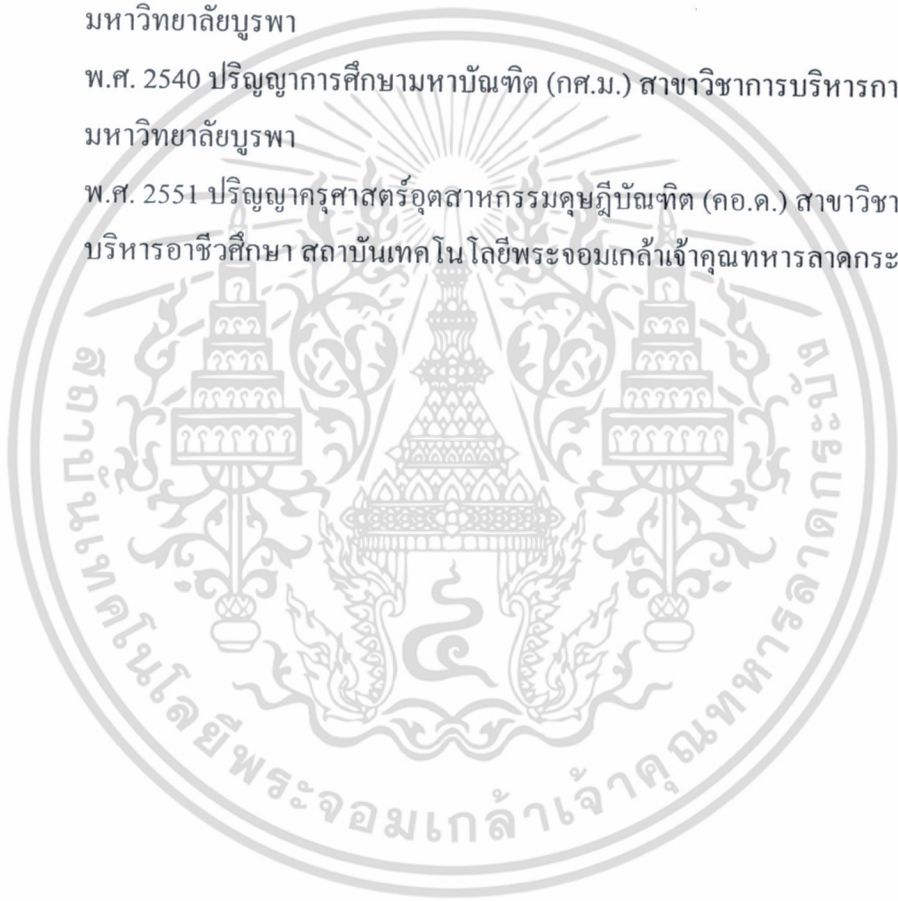 มหาวิทยาลัยบูรพา
พ.ศ. 2540 ปริญญาการศึกษามหาบัณฑิต (กศ.ม.) สาขาวิชาการบริหารกา
มหาวิทยาลัยบูรพา
พ.ศ. 2551 ปริญญาครุศาสตร์อุตสาหกรรมดุษฎีบัณฑิต (คอ.ด.) สาขาวิชา
บริหารอาชีวศึกษา สถาบันเทคโนโลยีพระจอมเกล้าเจ้าคุณทหารลาดกระ
สถาบันเทคโนโลยีพระจอมเกล้าเจ้าคุณทหารลาดกระบัง